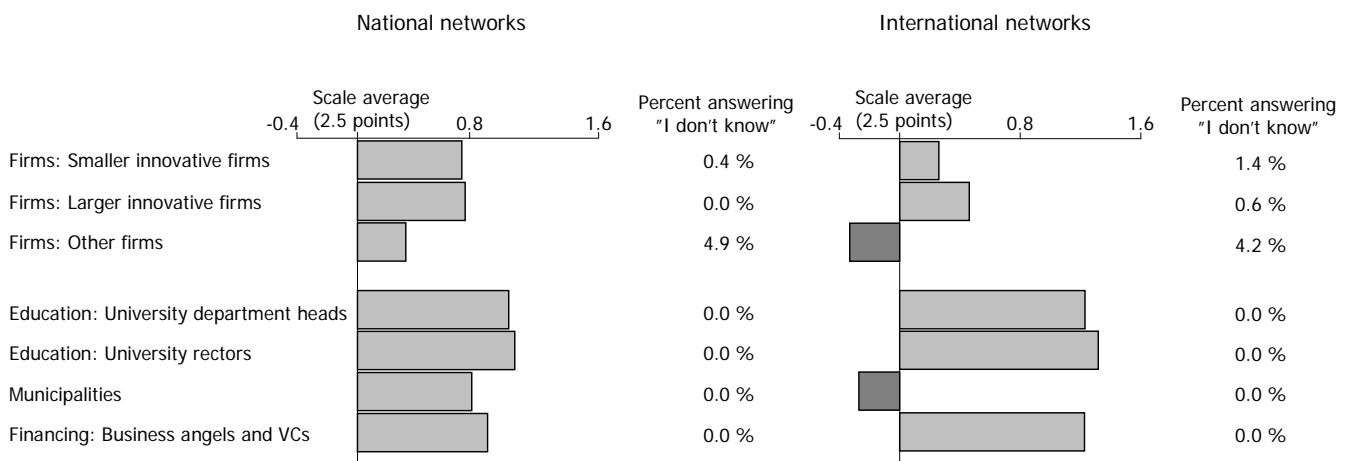 National networks International networks
Scale average Percent answering Scale average Percent answering
-0.4 (2.5 points) 0.8 1.6 "I don't know" -0.4 (2.5 points) 0.8 1.6 "I don't know"
Firms: Smaller innovative firms 0.4 % 1.4 %
Firms: Larger innovative firms 0.0 % 0.6 %
Firms: Other firms 4.9 % 4.2 %
Education: University department heads 0.0 % 0.0 %
Education: University rectors 0.0 % 0.0 %
Municipalities 0.0 % 0.0 %
Financing: Business angels and VCs 0.0 % 0.0 %